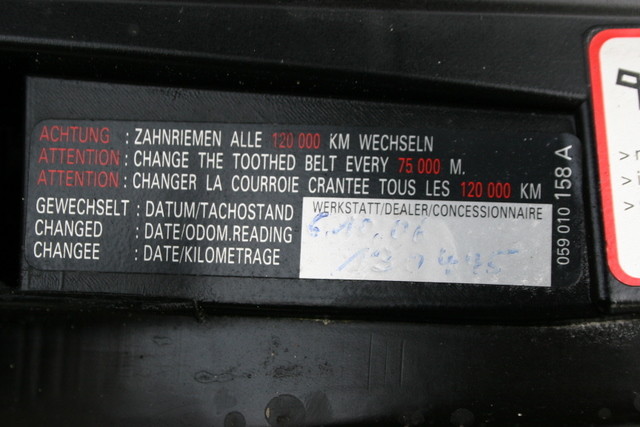 ACHTUNG : ZAHNRIEMEN ALLE 120 000 KM WECHSELN
ATTENTION : CHANGE THE TOOTHED BELT EVERY 75 000 M.
ATTENTION : CHANGER LA COURROIE CRANTEE TOUS LES 120 000 KM
GEWECHSELT : DATUM/TACHOSTAND
CHANGED : DATE/ODOM.READING
CHANGEE : DATE/KILOMETRAGE
WERKSTATT/DEALER/CONCESSIONNAIRE
059 010 158 A